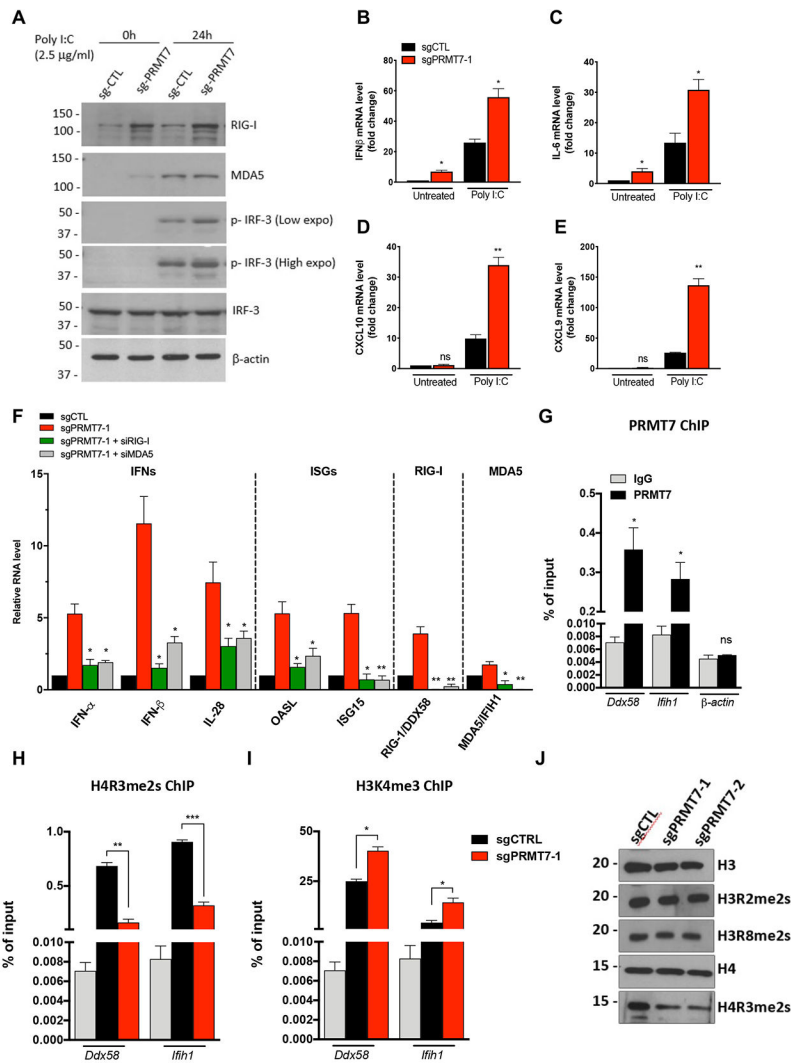 A
Poly I:C
(2.5 µg/ml)
0h
24h
sg-CTL
sg-PRMT7
sg-CTL
sg-PRMT7
150 -
100 -
RIG-I
150 -
100 -
MDA5
50 -
37 -
p- IRF-3 (Low expo)
50 -
37 -
p- IRF-3 (High expo)
50 -
37 -
IRF-3
50 -
37 -
β-actin
B
sgCTL
sgPRMT7-1
IFNβ mRNA level
(fold change)
80
60
40
20
0
*
*
Untreated
Poly I:C
C
IL-6 mRNA level
(fold change)
40
30
20
10
0
*
*
Untreated
Poly I:C
D
CXCL10 mRNA level
(fold change)
40
30
20
10
0
ns
**
Untreated
Poly I:C
E
CXCL9 mRNA level
(fold change)
200
150
100
50
0
ns
**
Untreated
Poly I:C
F
sgCTL
sgPRMT7-1
sgPRMT7-1 + siRIG-I
sgPRMT7-1 + siMDA5
IFNs
ISGs
RIG-I
MDA5
Relative RNA level
15
10
5
0
* *
* *
* *
* *
* **
** **
* **
IFN-α
IFN-β
IL-28
OASL
ISG15
RIG-1/DDX58
MDA5/IFIH1
G
PRMT7 ChIP
IgG
PRMT7
% of input
0.5
0.4
0.3
0.2
0.010
0.008
0.006
0.004
0.002
0.000
*
*
ns
Ddx58
Ifih1
β-actin
H
H4R3me2s ChIP
% of input
1.0
0.5
0.010
0.008
0.006
0.004
0.002
0.000
**
***
Ddx58
Ifih1
I
H3K4me3 ChIP
sgCTRL
sgPRMT7-1
50
25
0.010
0.008
0.006
0.004
0.002
0.000
*
*
Ddx58
Ifih1
J
sgCTL
sgPRMT7-1
sgPRMT7-2
20 -
H3
20 -
H3R2me2s
20 -
H3R8me2s
15 -
H4
15 -
H4R3me2s